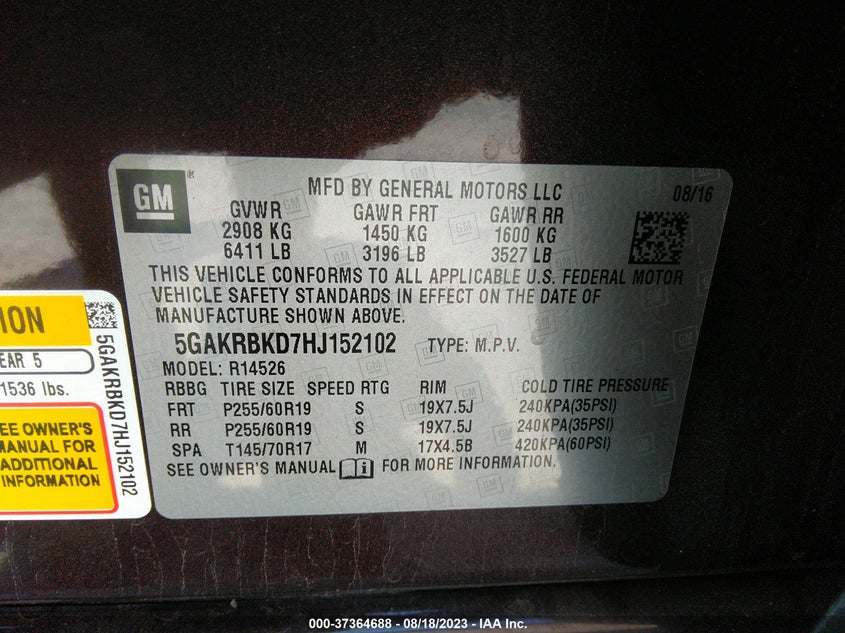 GM
®
MFD BY GENERAL MOTORS LLC 08/16
GVWR GAWR FRT GAWR RR
2908 KG 1450 KG 1600 KG
6411 LB 3196 LB 3527 LB
THIS VEHICLE CONFORMS TO ALL APPLICABLE U.S. FEDERAL MOTOR
VEHICLE SAFETY STANDARDS IN EFFECT ON THE DATE OF
MANUFACTURE SHOWN ABOVE.
5GAKRBKD7HJ152102 TYPE: M.P.V.
MODEL: R14526
RBBG TIRE SIZE SPEED RTG RIM COLD TIRE PRESSURE
FRT P255/60R19 S 19X7.5J 240KPA(35PSI)
RR P255/60R19 S 19X7.5J 240KPA(35PSI)
SPA T145/70R17 M 17X4.5B 420KPA(60PSI)
SEE OWNER'S MANUAL FOR MORE INFORMATION.
EAR 5
1536 lbs.
SEE OWNER'S
MANUAL FOR
ADDITIONAL
INFORMATION
5GAKRBKD7HJ152102
000-37364688 - 08/18/2023 - IAA Inc.